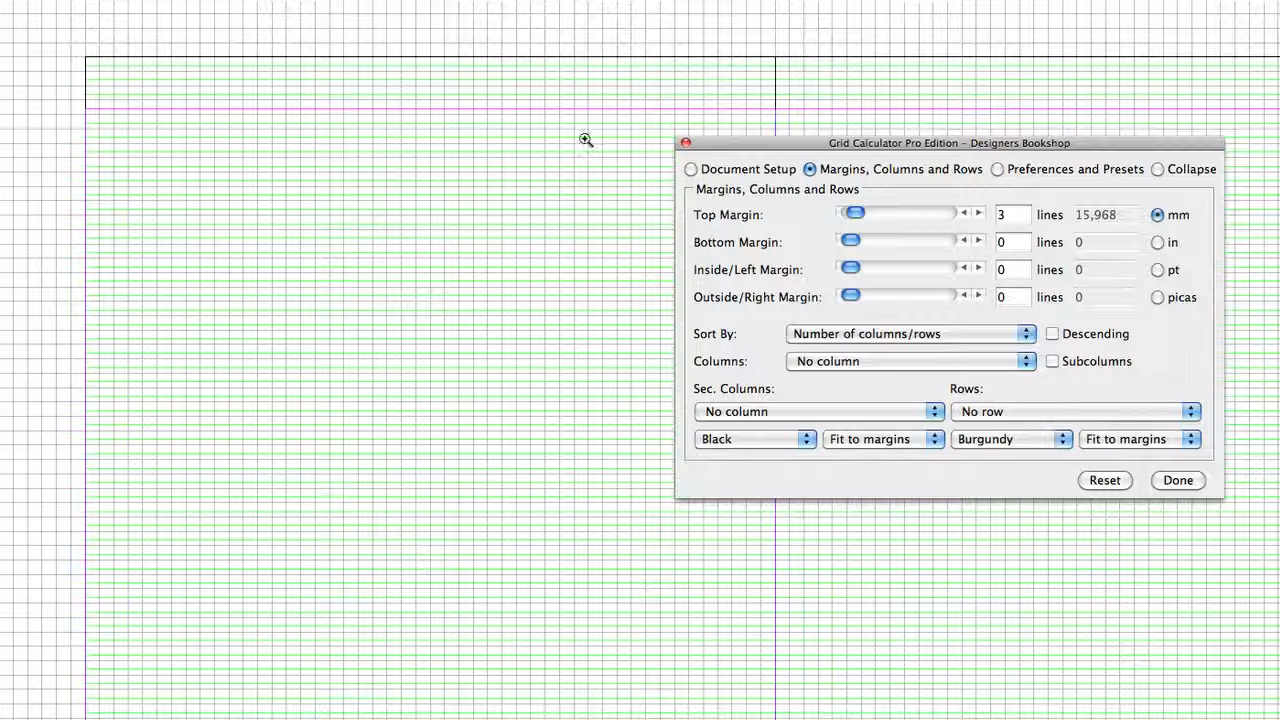 Grid Calculator Pro Edition – Designers Bookshop
Document Setup Margins, Columns and Rows Preferences and Presets Collapse
Margins, Columns and Rows
Top Margin: 3 lines 15,968 mm
Bottom Margin: 0 lines 0 in
Inside/Left Margin: 0 lines 0 pt
Outside/Right Margin: 0 lines 0 picas
Sort By: Number of columns/rows Descending
Columns: No column Subcolumns
Sec. Columns: Rows:
No column No row
Black Fit to margins Burgundy Fit to margins
Reset Done